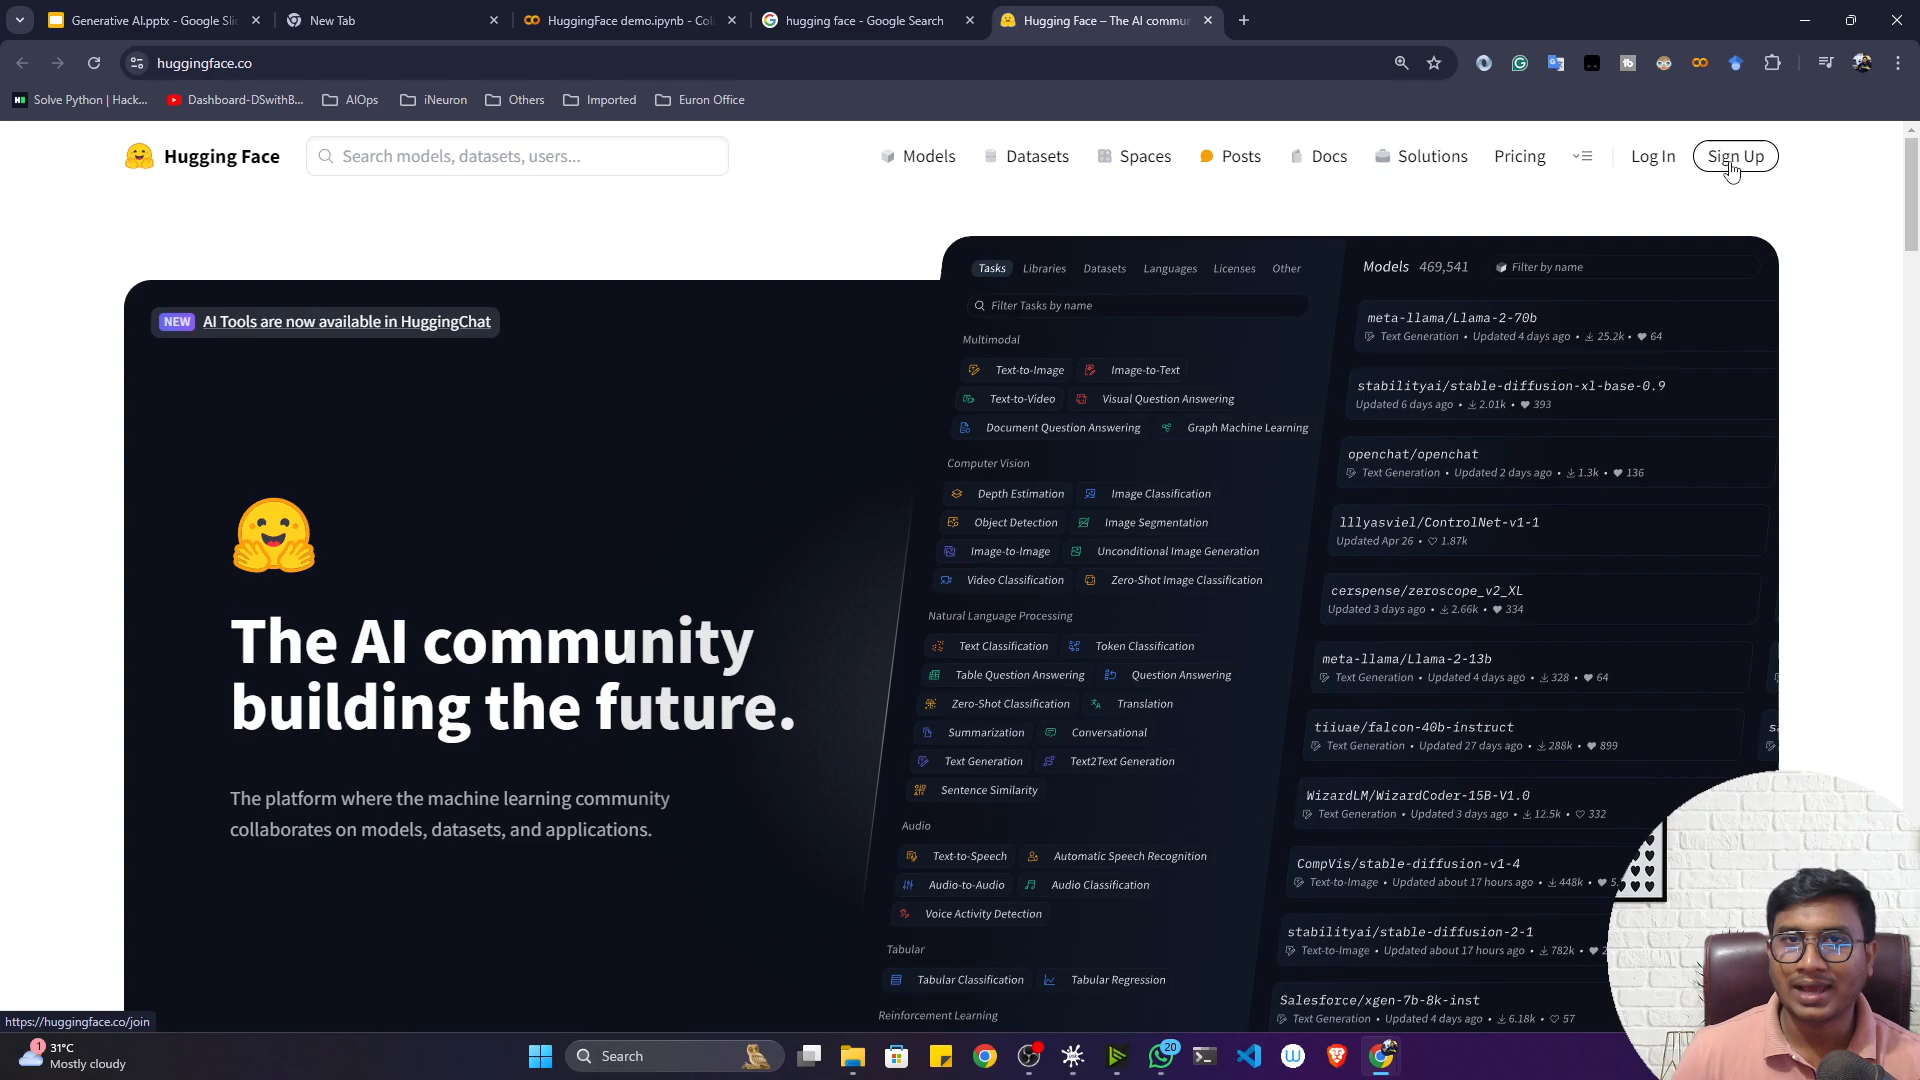 Generative AI.pptx - Google Slic
New Tab
HuggingFace demo.ipynb - Col
hugging face - Google Search
Hugging Face – The AI commun
huggingface.co
Solve Python | Hack...
Dashboard-DSwithB...
AIOps
iNeuron
Others
Imported
Euron Office
Hugging Face
Search models, datasets, users...
Models
Datasets
Spaces
Posts
Docs
Solutions
Pricing
Log In
Sign Up
NEW AI Tools are now available in HuggingChat
The AI community
building the future.
The platform where the machine learning community
collaborates on models, datasets, and applications.
Tasks Libraries Datasets Languages Licenses Other
Filter Tasks by name
Multimodal
Text-to-Image Image-to-Text
Text-to-Video Visual Question Answering
Document Question Answering Graph Machine Learning
Computer Vision
Depth Estimation Image Classification
Object Detection Image Segmentation
Image-to-Image Unconditional Image Generation
Video Classification Zero-Shot Image Classification
Natural Language Processing
Text Classification Token Classification
Table Question Answering Question Answering
Zero-Shot Classification Translation
Summarization Conversational
Text Generation Text2Text Generation
Sentence Similarity
Audio
Text-to-Speech Automatic Speech Recognition
Audio-to-Audio Audio Classification
Voice Activity Detection
Tabular
Tabular Classification Tabular Regression
Reinforcement Learning
Models 469,541 Filter by name
meta-llama/Llama-2-70b
Text Generation • Updated 4 days ago • 25.2k • 64
stabilityai/stable-diffusion-xl-base-0.9
Updated 6 days ago • 2.01k • 393
openchat/openchat
Text Generation • Updated 2 days ago • 1.3k • 136
lllyasviel/ControlNet-v1-1
Updated Apr 26 • 1.87k
cerspense/zeroscope_v2_XL
Updated 3 days ago • 2.66k • 334
meta-llama/Llama-2-13b
Text Generation • Updated 4 days ago • 328 • 64
tiiuae/falcon-40b-instruct
Text Generation • Updated 27 days ago • 288k • 899
WizardLM/WizardCoder-15B-V1.0
Text Generation • Updated 3 days ago • 12.5k • 332
CompVis/stable-diffusion-v1-4
Text-to-Image • Updated about 17 hours ago • 448k • 5.
stabilityai/stable-diffusion-2-1
Text-to-Image • Updated about 17 hours ago • 782k • 2
Salesforce/xgen-7b-8k-inst
Text Generation • Updated 4 days ago • 6.18k • 57
https://huggingface.co/join
1
31°C
Mostly cloudy
Search
20